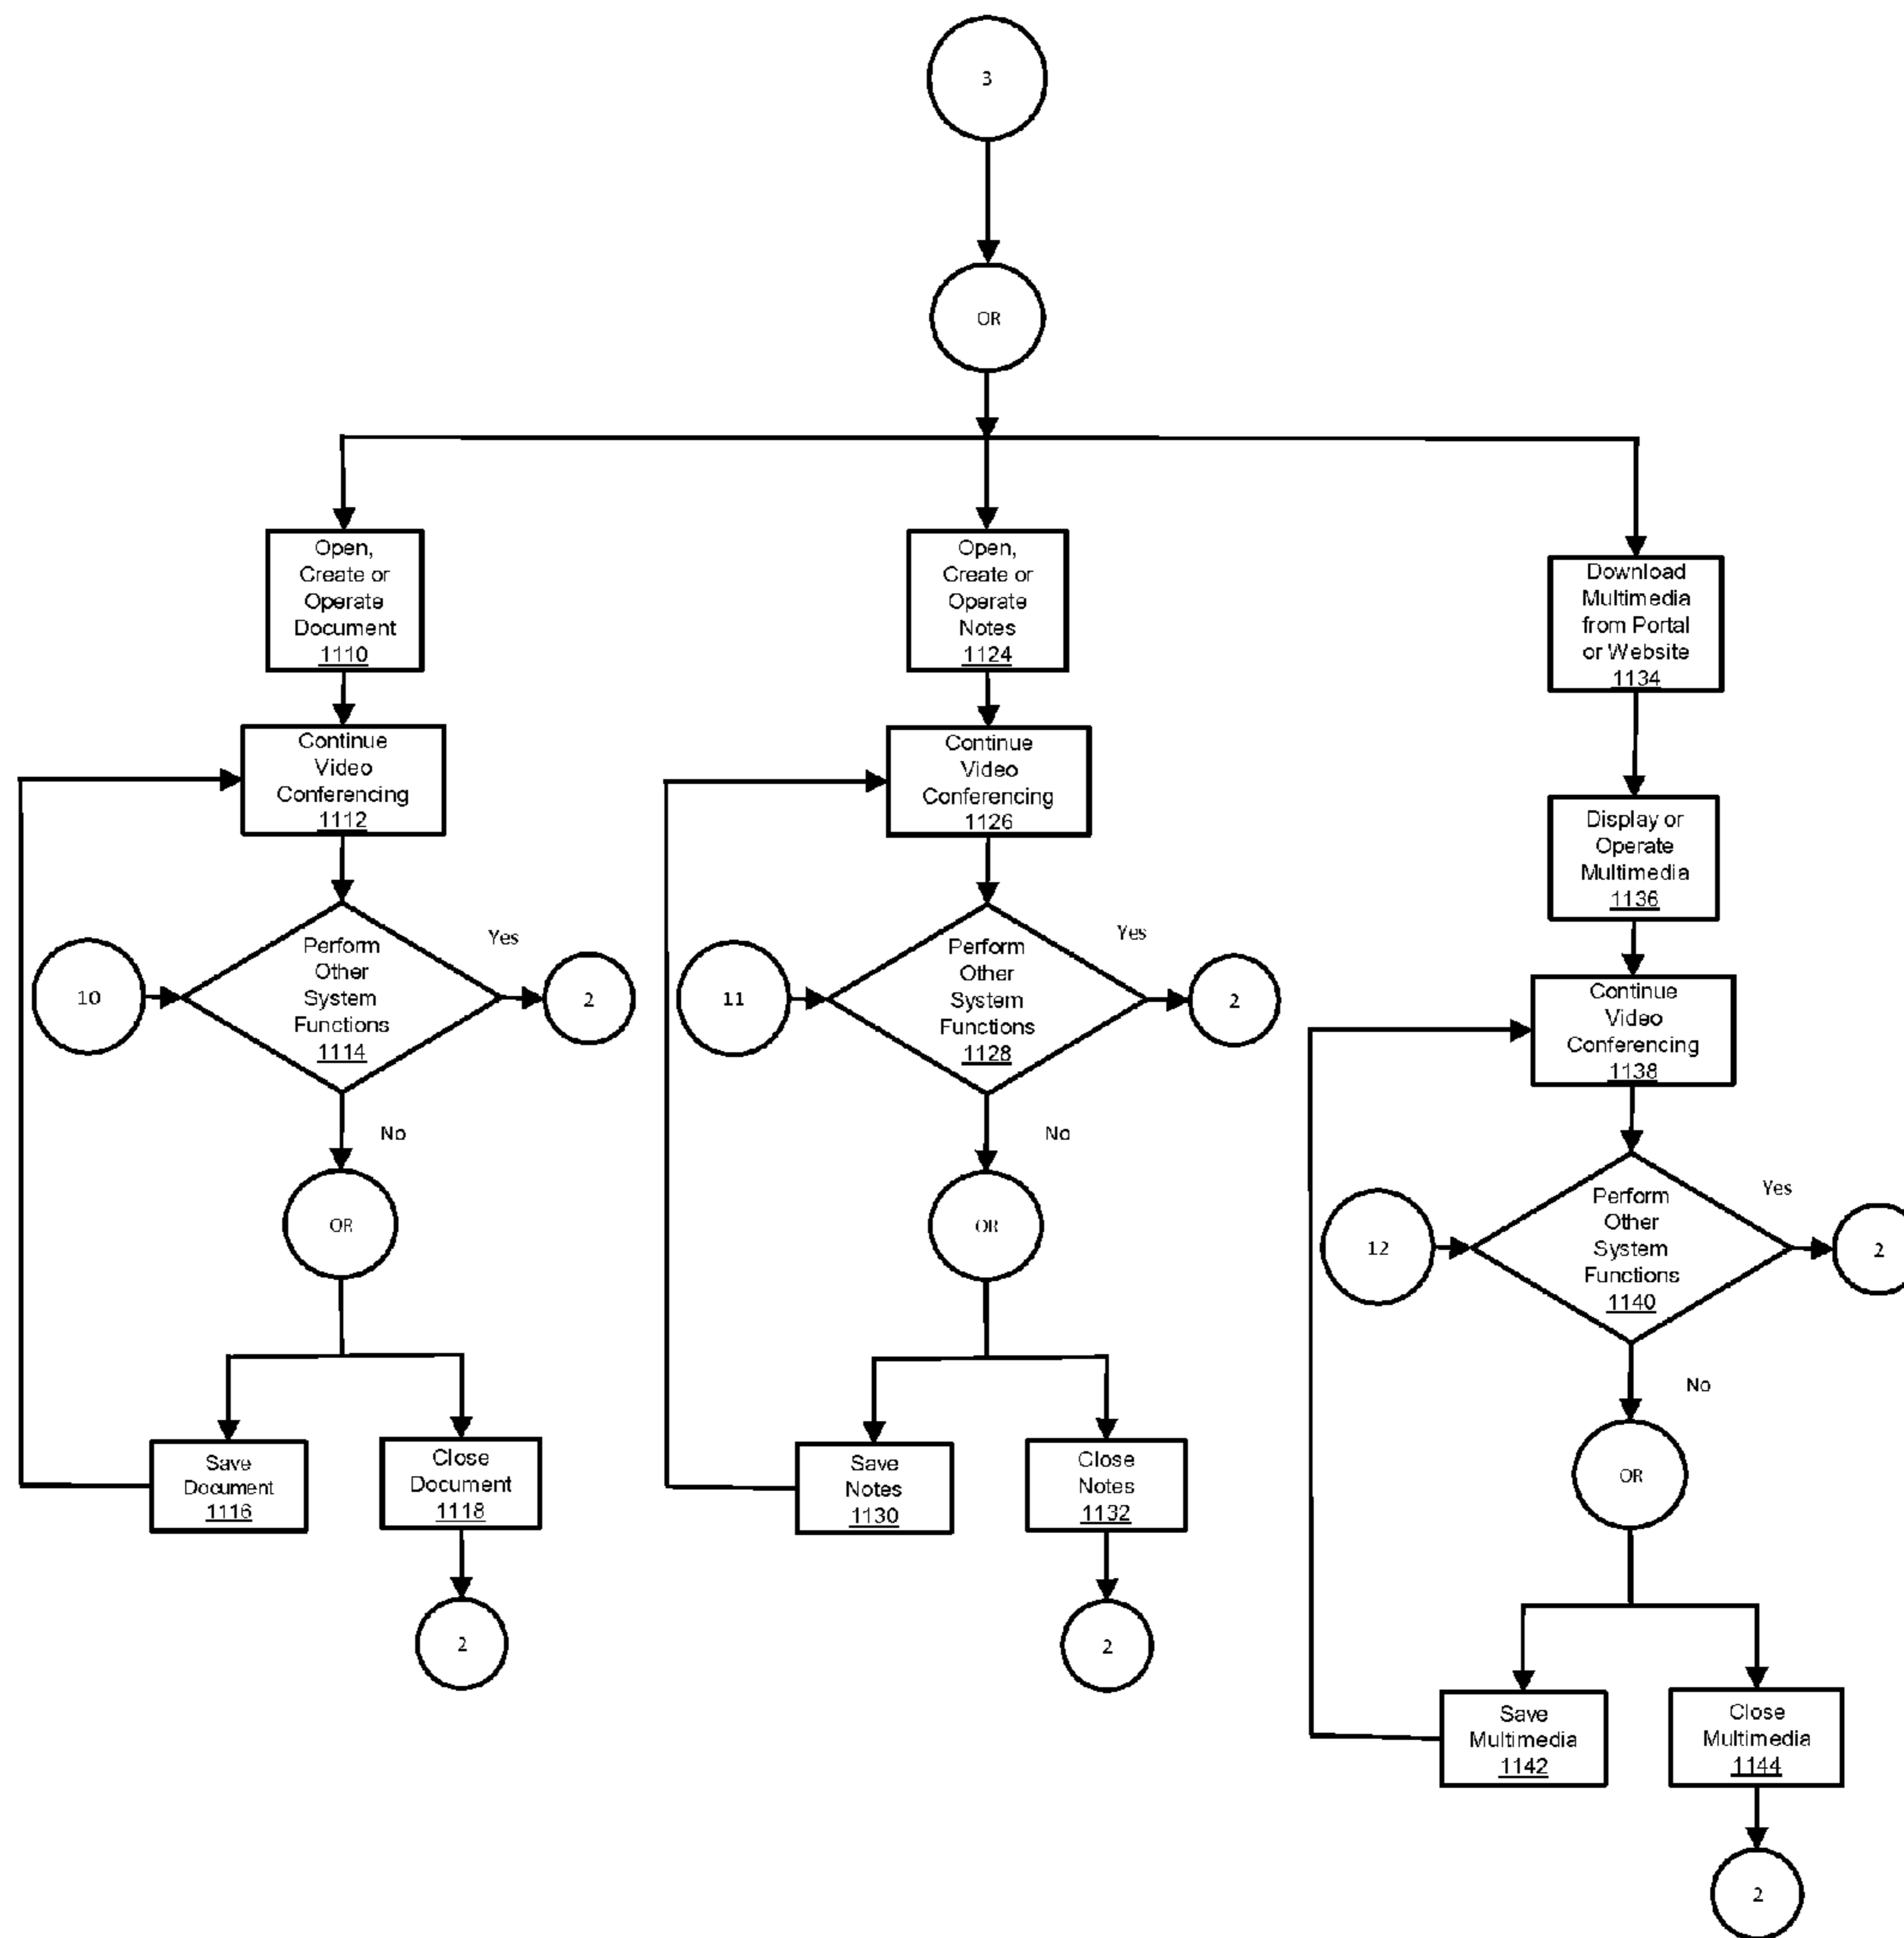 3
OR
Open,
Create or
Operate
Document
1110
Continue
Video
Conferencing
1112
10
Perform
Other
System
Functions
1114
Yes
2
No
OR
Save
Document
1116
Close
Document
1118
2
Open,
Create or
Operate
Notes
1124
Continue
Video
Conferencing
1126
11
Perform
Other
System
Functions
1128
Yes
2
No
OR
Save
Notes
1130
Close
Notes
1132
2
Download
Multimedia
from Portal
or Website
1134
Display or
Operate
Multimedia
1136
Continue
Video
Conferencing
1138
12
Perform
Other
System
Functions
1140
Yes
2
No
OR
Save
Multimedia
1142
Close
Multimedia
1144
2